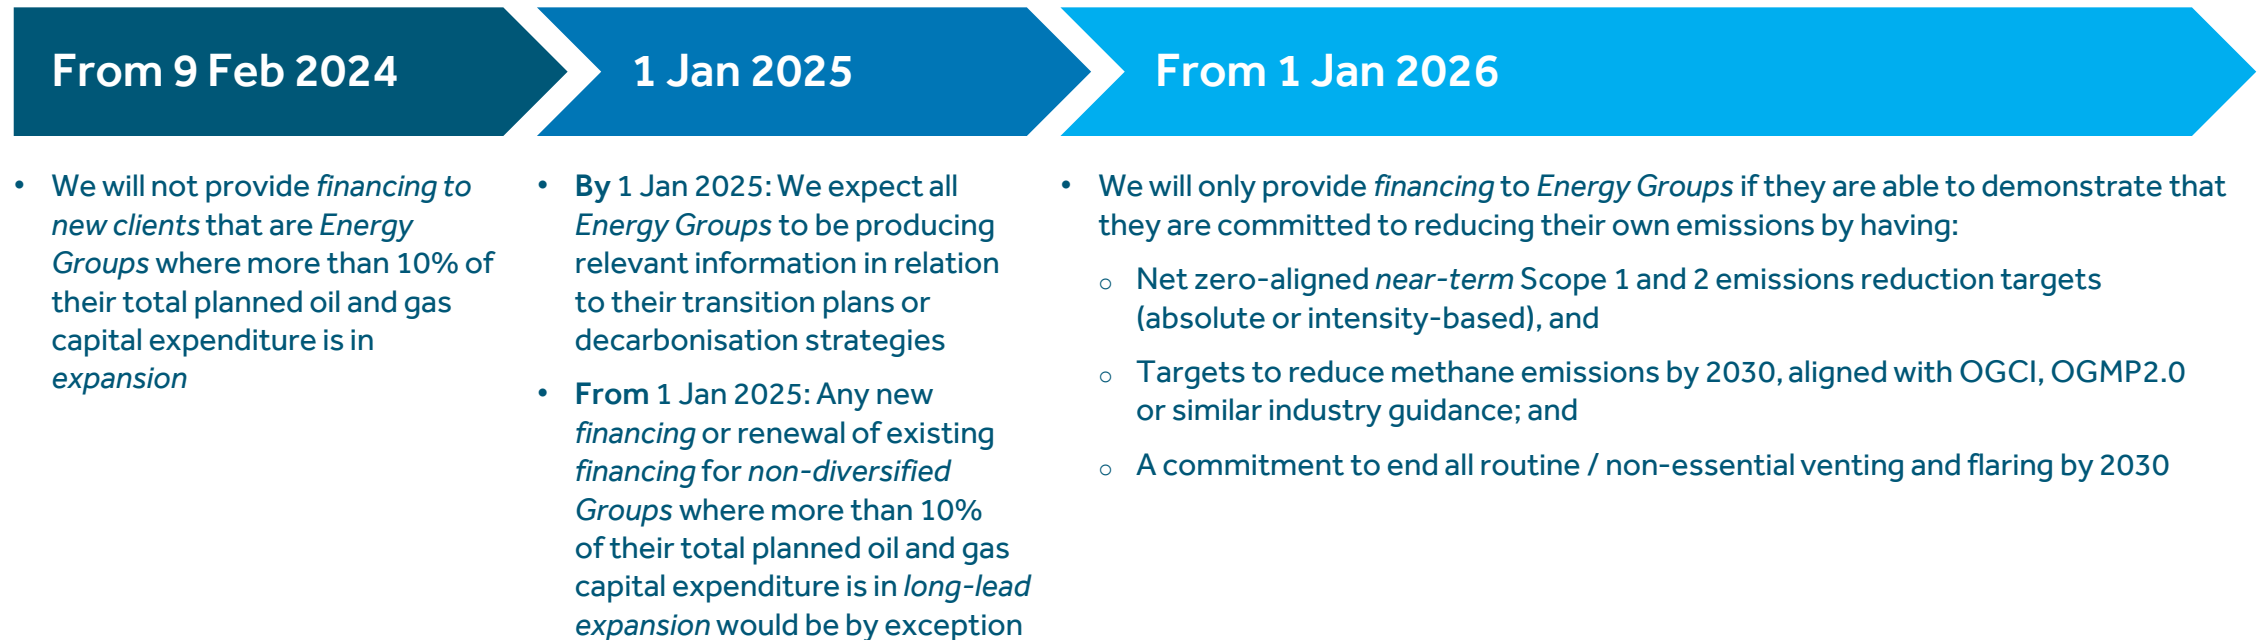 From 9 Feb 2024
• We will not provide financing to
new clients that are Energy
Groups where more than 10% of
their total planned oil and gas
capital expenditure is in
expansion
1 Jan 2025
• By 1 Jan 2025: We expect all
Energy Groups to be producing
relevant information in relation
to their transition plans or
decarbonisation strategies
• From 1 Jan 2025: Any new
financing or renewal of existing
financing for non-diversified
Groups where more than 10%
of their total planned oil and gas
capital expenditure is in long-lead
expansion would be by exception
From 1 Jan 2026
• We will only provide financing to Energy Groups if they are able to demonstrate that
they are committed to reducing their own emissions by having:
○ Net zero-aligned near-term Scope 1 and 2 emissions reduction targets
(absolute or intensity-based), and
○ Targets to reduce methane emissions by 2030, aligned with OGCI, OGMP2.0
or similar industry guidance; and
○ A commitment to end all routine / non-essential venting and flaring by 2030